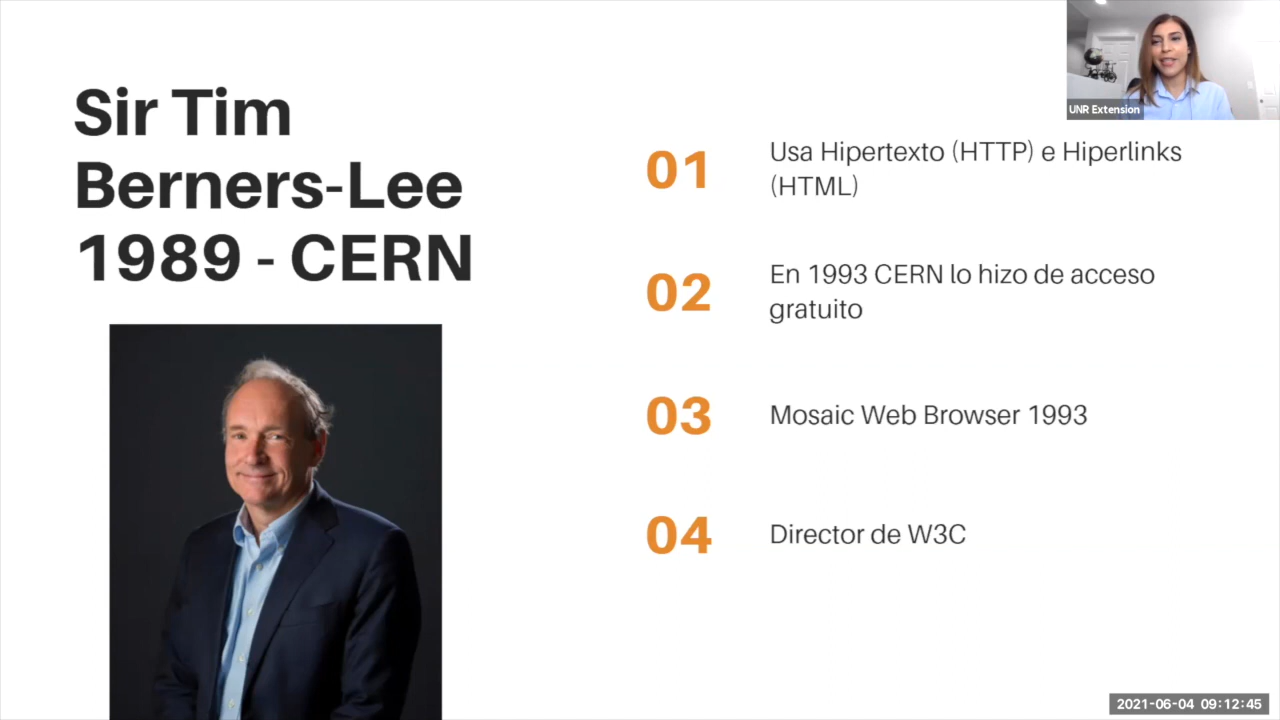 Sir Tim
Berners-Lee
1989 - CERN
01
Usa Hipertexto (HTTP) e Hiperlinks
(HTML)
02
En 1993 CERN lo hizo de acceso
gratuito
03
Mosaic Web Browser 1993
04
Director de W3C
UNR Extension
2021-06-04 09:12:45